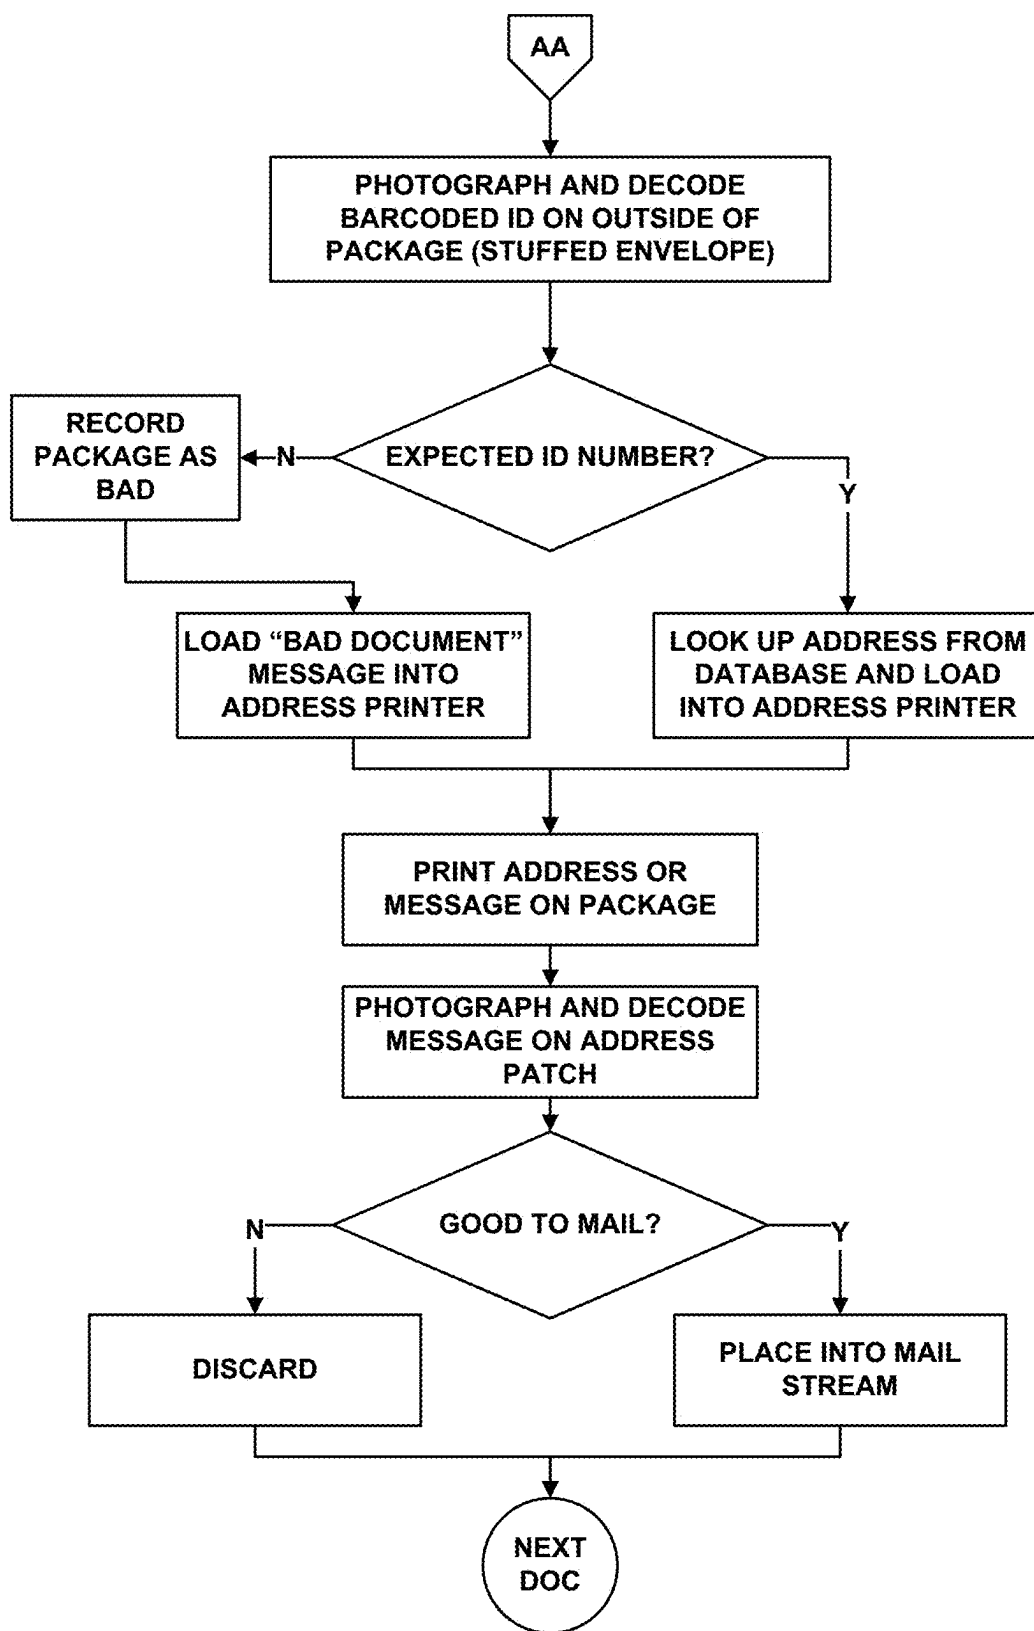 AA
PHOTOGRAPH AND DECODE
BARCODED ID ON OUTSIDE OF
PACKAGE (STUFFED ENVELOPE)
EXPECTED ID NUMBER?
N
Y
RECORD
PACKAGE AS
BAD
LOAD “BAD DOCUMENT”
MESSAGE INTO
ADDRESS PRINTER
LOOK UP ADDRESS FROM
DATABASE AND LOAD
INTO ADDRESS PRINTER
PRINT ADDRESS OR
MESSAGE ON PACKAGE
PHOTOGRAPH AND DECODE
MESSAGE ON ADDRESS
PATCH
GOOD TO MAIL?
N
Y
DISCARD
PLACE INTO MAIL
STREAM
NEXT
DOC